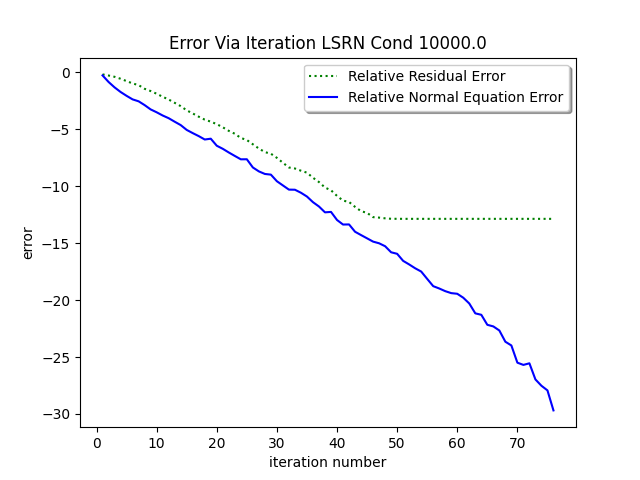 Error Via Iteration LSRN Cond 10000.0
Relative Residual Error
Relative Normal Equation Error
error
0
−5
−10
−15
−20
−25
−30
0 10 20 30 40 50 60 70
iteration number